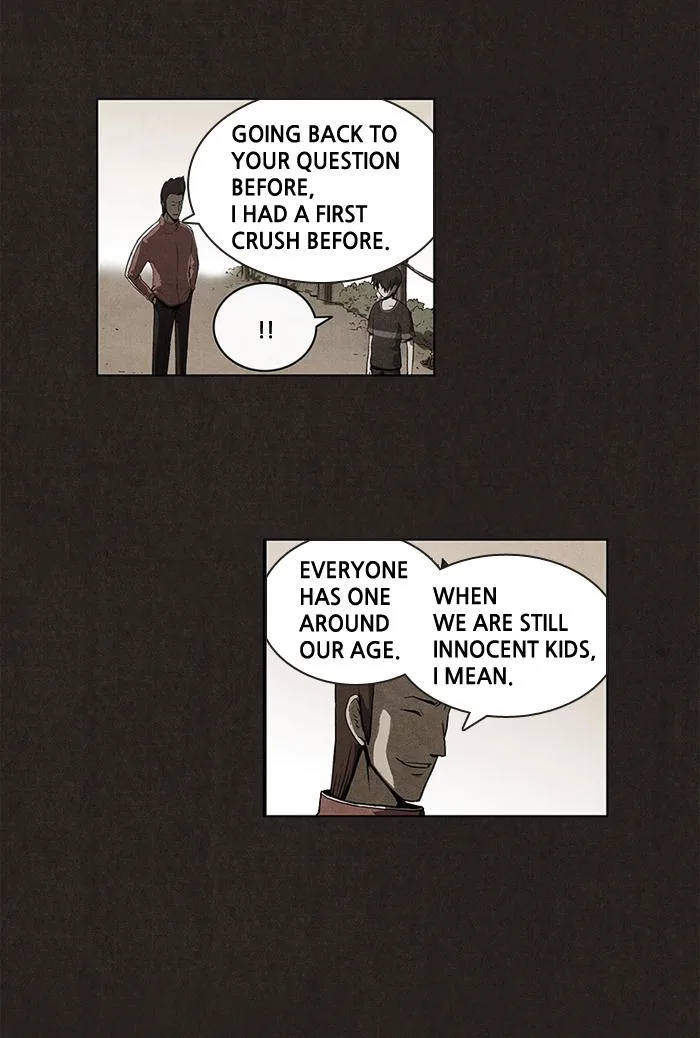 GOING BACK TO
YOUR QUESTION
BEFORE,
I HAD A FIRST
CRUSH BEFORE.
!!
EVERYONE
HAS ONE
AROUND
OUR AGE.
WHEN
WE ARE STILL
INNOCENT KIDS,
I MEAN.